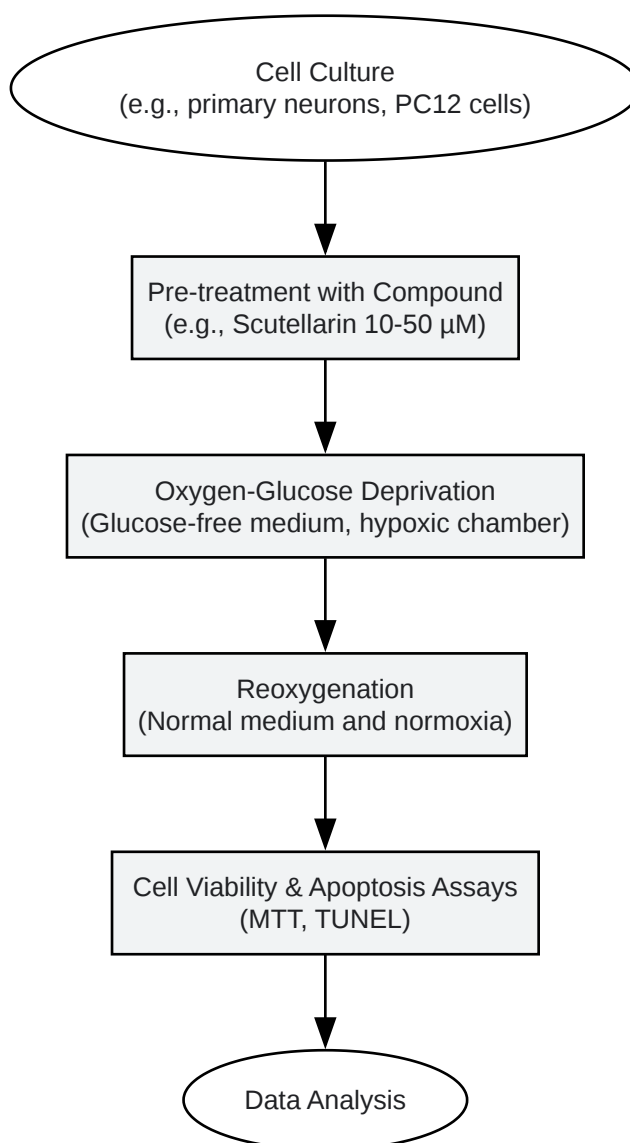 Cell Culture
(e.g., primary neurons, PC12 cells)
Pre-treatment with Compound
(e.g., Scutellarin 10-50 µM)
Oxygen-Glucose Deprivation
(Glucose-free medium, hypoxic chamber)
Reoxygenation
(Normal medium and normoxia)
Cell Viability & Apoptosis Assays
(MTT, TUNEL)
Data Analysis